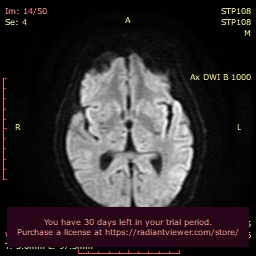 Im: 14/50
Se: 4
A
STP108
STP108
M
Ax DWI B 1000
R
L
You have 30 days left in your trial period.
Purchase a license at https://radiantviewer.com/store/